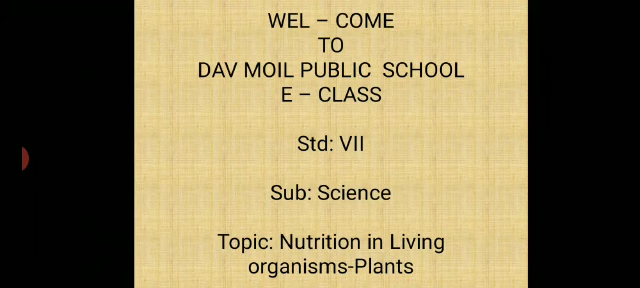 WEL – COME
TO
DAV MOIL PUBLIC  SCHOOL
E – CLASS
Std: VII
Sub: Science
Topic: Nutrition in Living
organisms-Plants